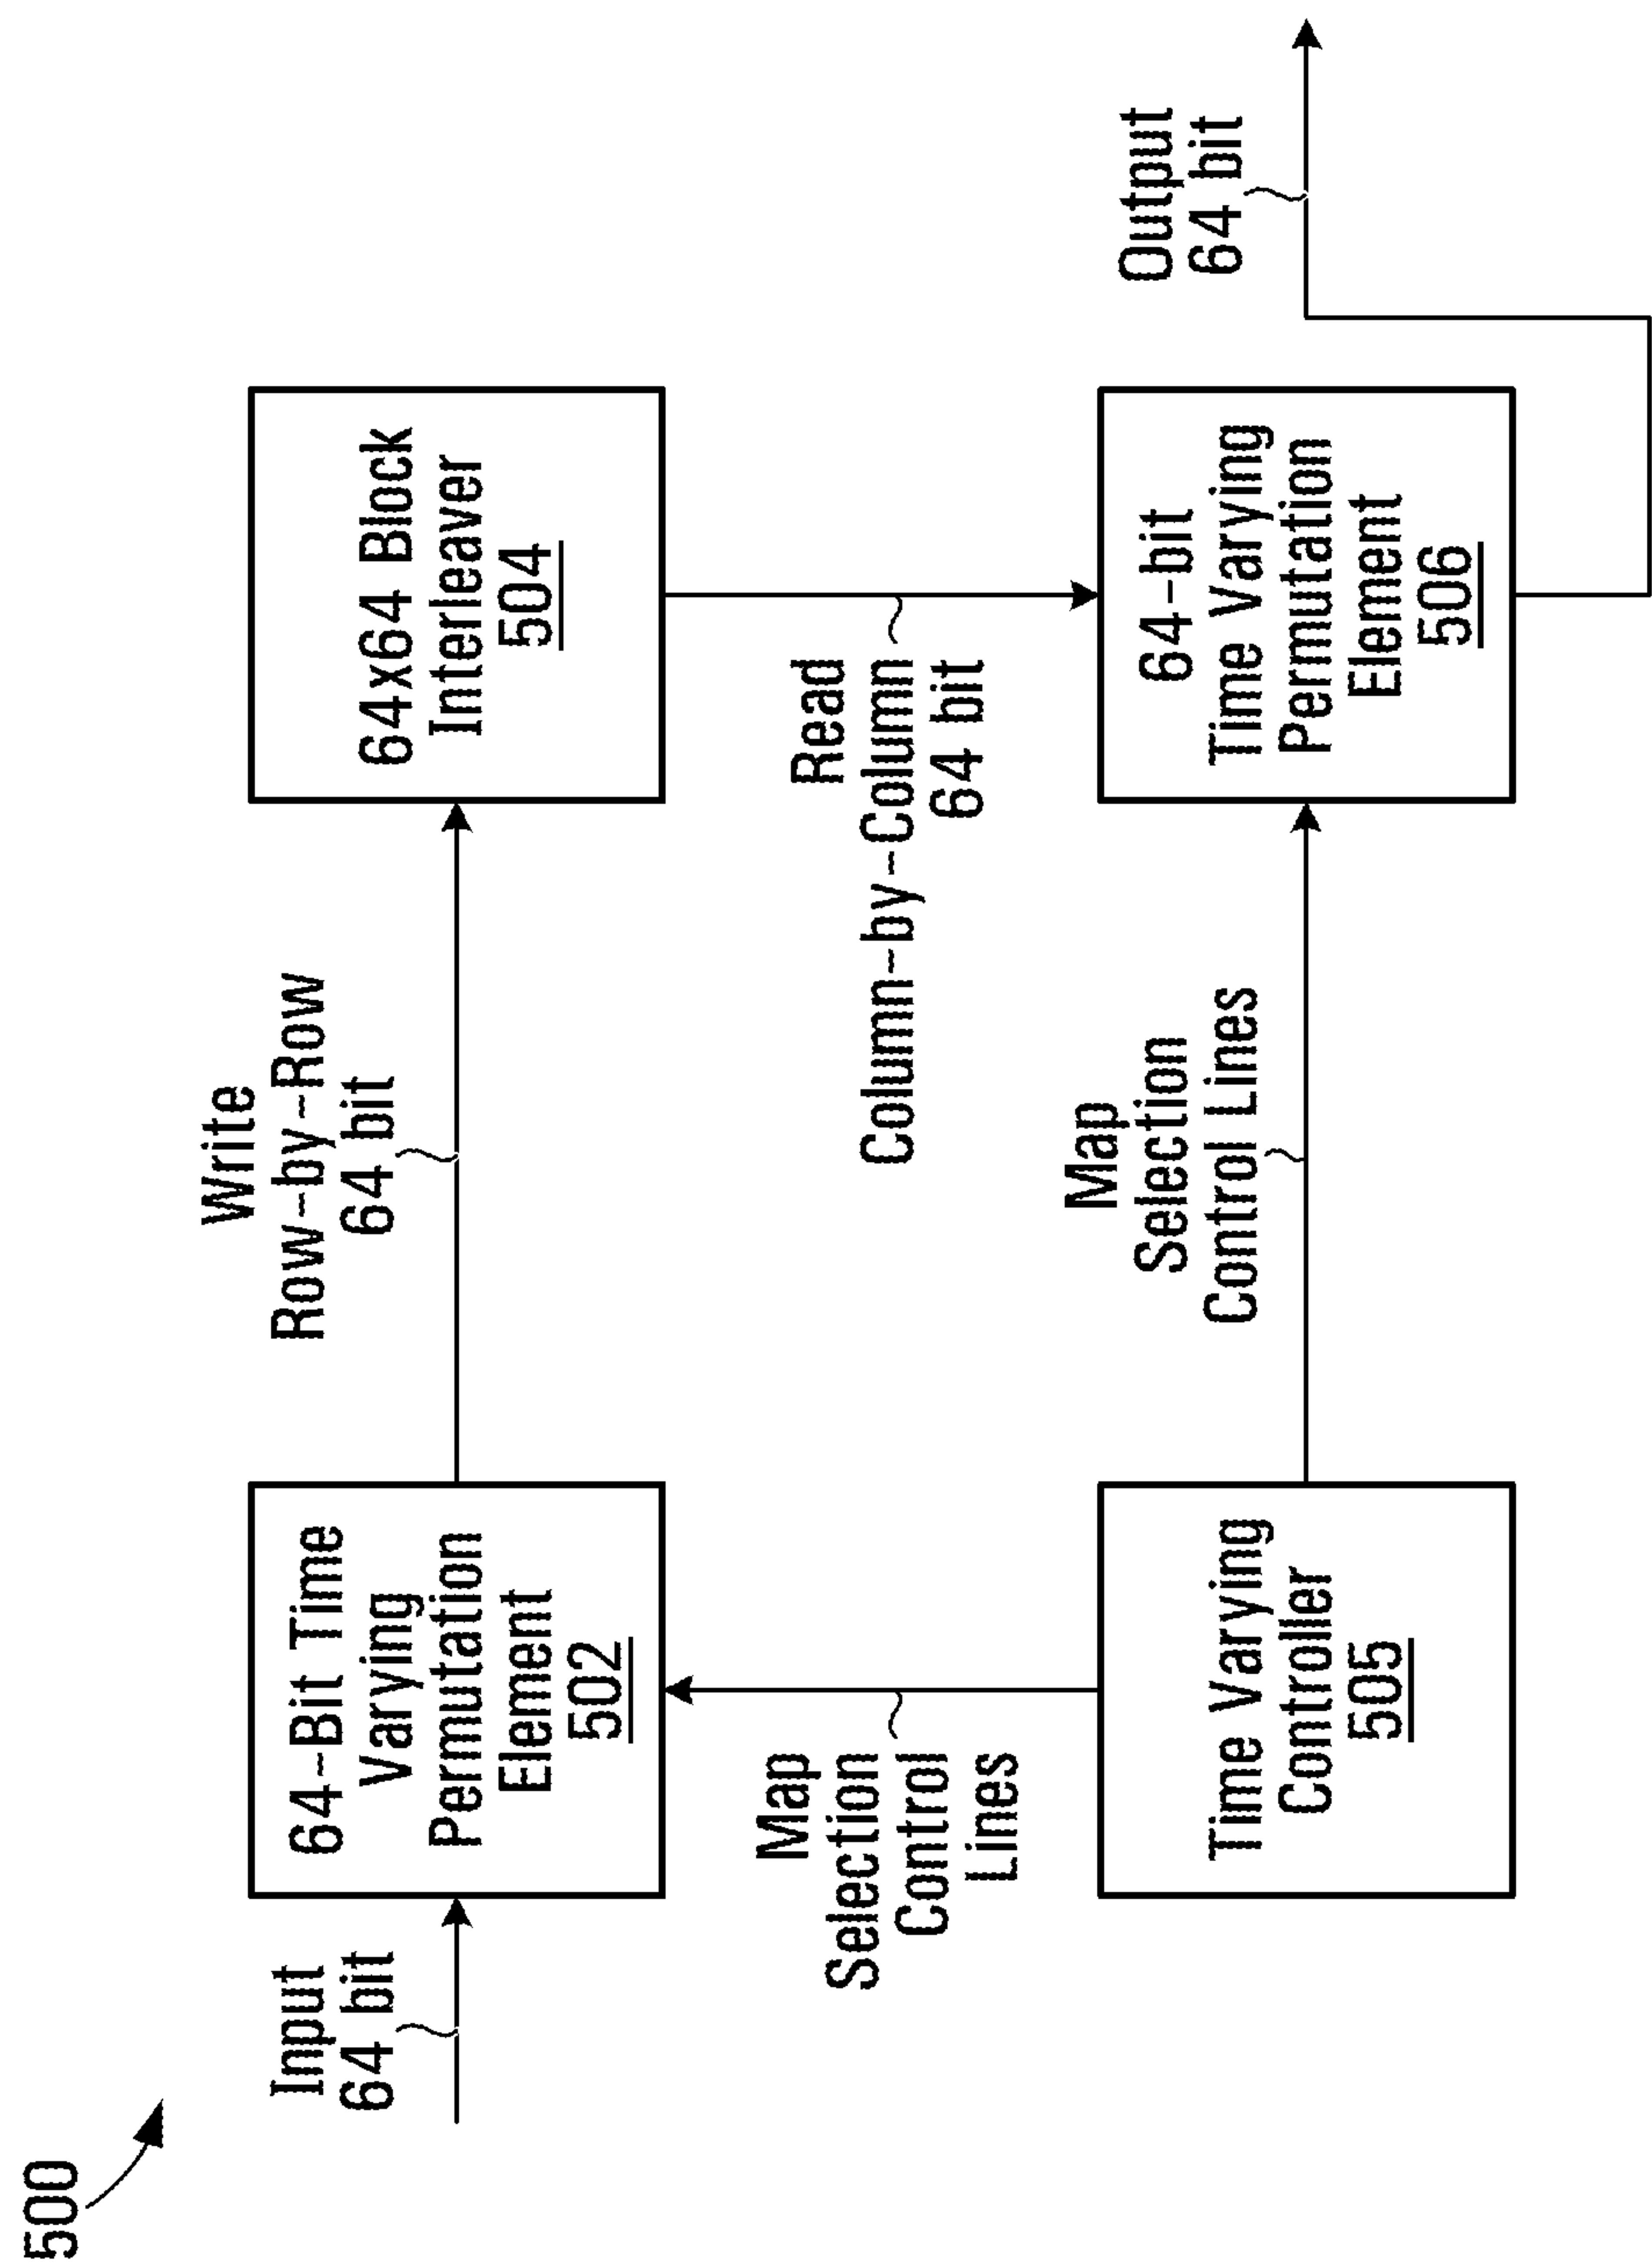 500
Input
64 bit
64-Bit Time
Varying
Permutation
Element
502
Write
Row-by-Row
64 bit
64x64 Block
Interleaver
504
Map
Selection
Control
Lines
Read
Column-by-Column
64 bit
Time Varying
Controller
505
Map
Selection
Control Lines
64-bit
Time Varying
Permutation
Element
506
Output
64 bit